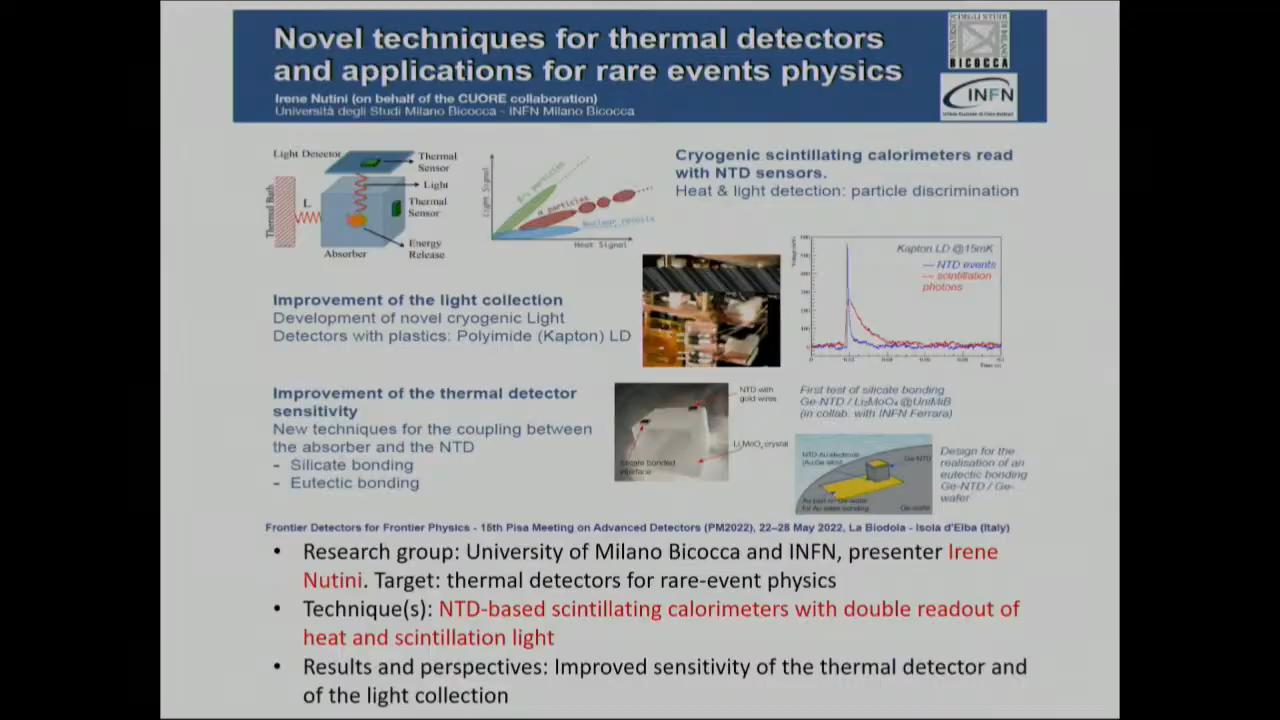 Novel techniques for thermal detectors
and applications for rare events physics
Irene Nutini (on behalf of the CUORE collaboration)
Università degli Studi Milano Bicocca - INFN Milano Bicocca
BICOCCA
INFN
Light Detector
Thermal
Sensor
Light
Thermal
Sensor
Thermal Bath
L
Energy
Release
Absorber
Light Signal
β/γ particles
α particles
Nuclear recoils
Heat Signal
Cryogenic scintillating calorimeters read
with NTD sensors.
Heat & light detection: particle discrimination
Kapton LD @15mK
NTD events
scintillation
photons
Improvement of the light collection
Development of novel cryogenic Light
Detectors with plastics: Polyimide (Kapton) LD
Improvement of the thermal detector
sensitivity
New techniques for the coupling between
the absorber and the NTD
- Silicate bonding
- Eutectic bonding
NTD with
gold wires
Li₂MoO₄ crystal
Silicate bonded
interface
First test of silicate bonding
Ge-NTD / Li₂MoO₄ @UniMiB
(in collab. with INFN Ferrara)
NTD Au electrode
Ge-NTD
Ge-wafer
Design for the
realisation of an
eutectic bonding
Ge-NTD / Ge-
wafer
Frontier Detectors for Frontier Physics - 15th Pisa Meeting on Advanced Detectors (PM2022), 22–28 May 2022, La Biodola - Isola d'Elba (Italy)
• Research group: University of Milano Bicocca and INFN, presenter Irene
Nutini. Target: thermal detectors for rare-event physics
• Technique(s): NTD-based scintillating calorimeters with double readout of
heat and scintillation light
• Results and perspectives: Improved sensitivity of the thermal detector and
of the light collection